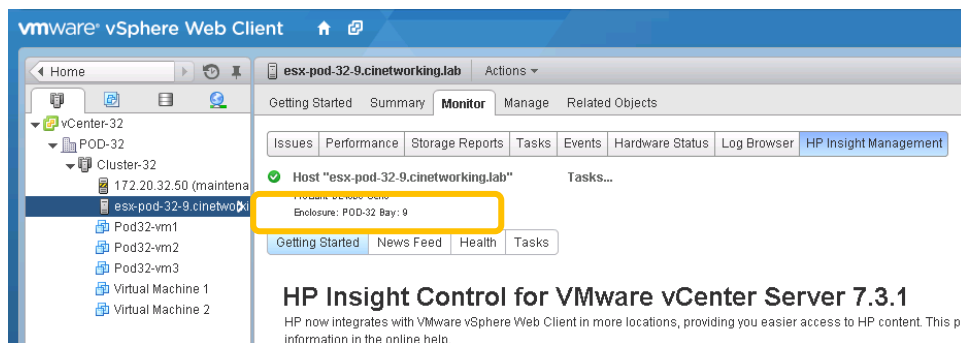 vmware® vSphere Web Client
Home
esx-pod-32-9.cinetworking.lab Actions
Getting Started Summary Monitor Manage Related Objects
vCenter-32
POD-32
Cluster-32
172.20.32.50 (maintena
esx-pod-32-9.cinetwo
Pod32-vm1
Pod32-vm2
Pod32-vm3
Virtual Machine 1
Virtual Machine 2
Issues Performance Storage Reports Tasks Events Hardware Status Log Browser HP Insight Management
Host "esx-pod-32-9.cinetworking.lab" Tasks...
Enclosure: POD-32 Bay: 9
Getting Started News Feed Health Tasks
HP Insight Control for VMware vCenter Server 7.3.1
HP now integrates with VMware vSphere Web Client in more locations, providing you easier access to HP content. This p
information in the online help